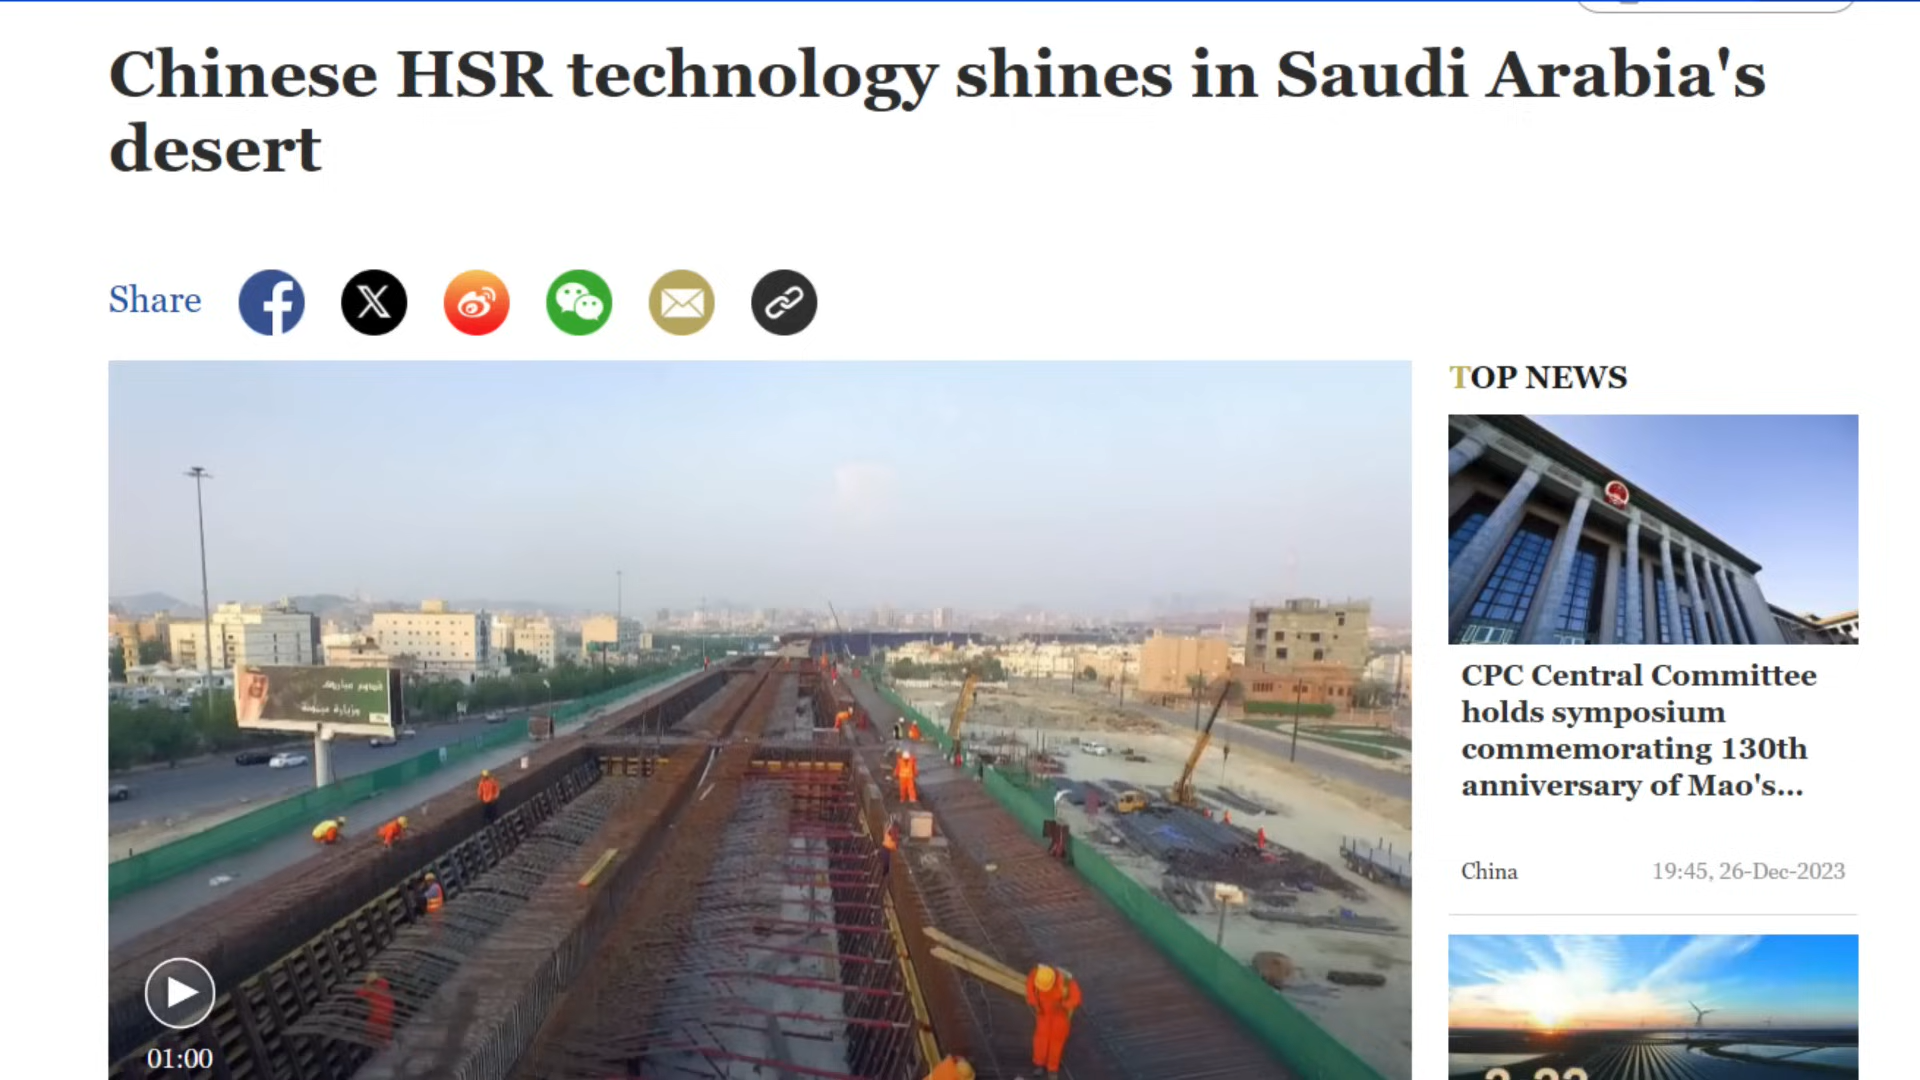 Chinese HSR technology shines in Saudi Arabia's
desert
Share
TOP NEWS
CPC Central Committee
holds symposium
commemorating 130th
anniversary of Mao's...
China
19:45, 26-Dec-2023
01:00